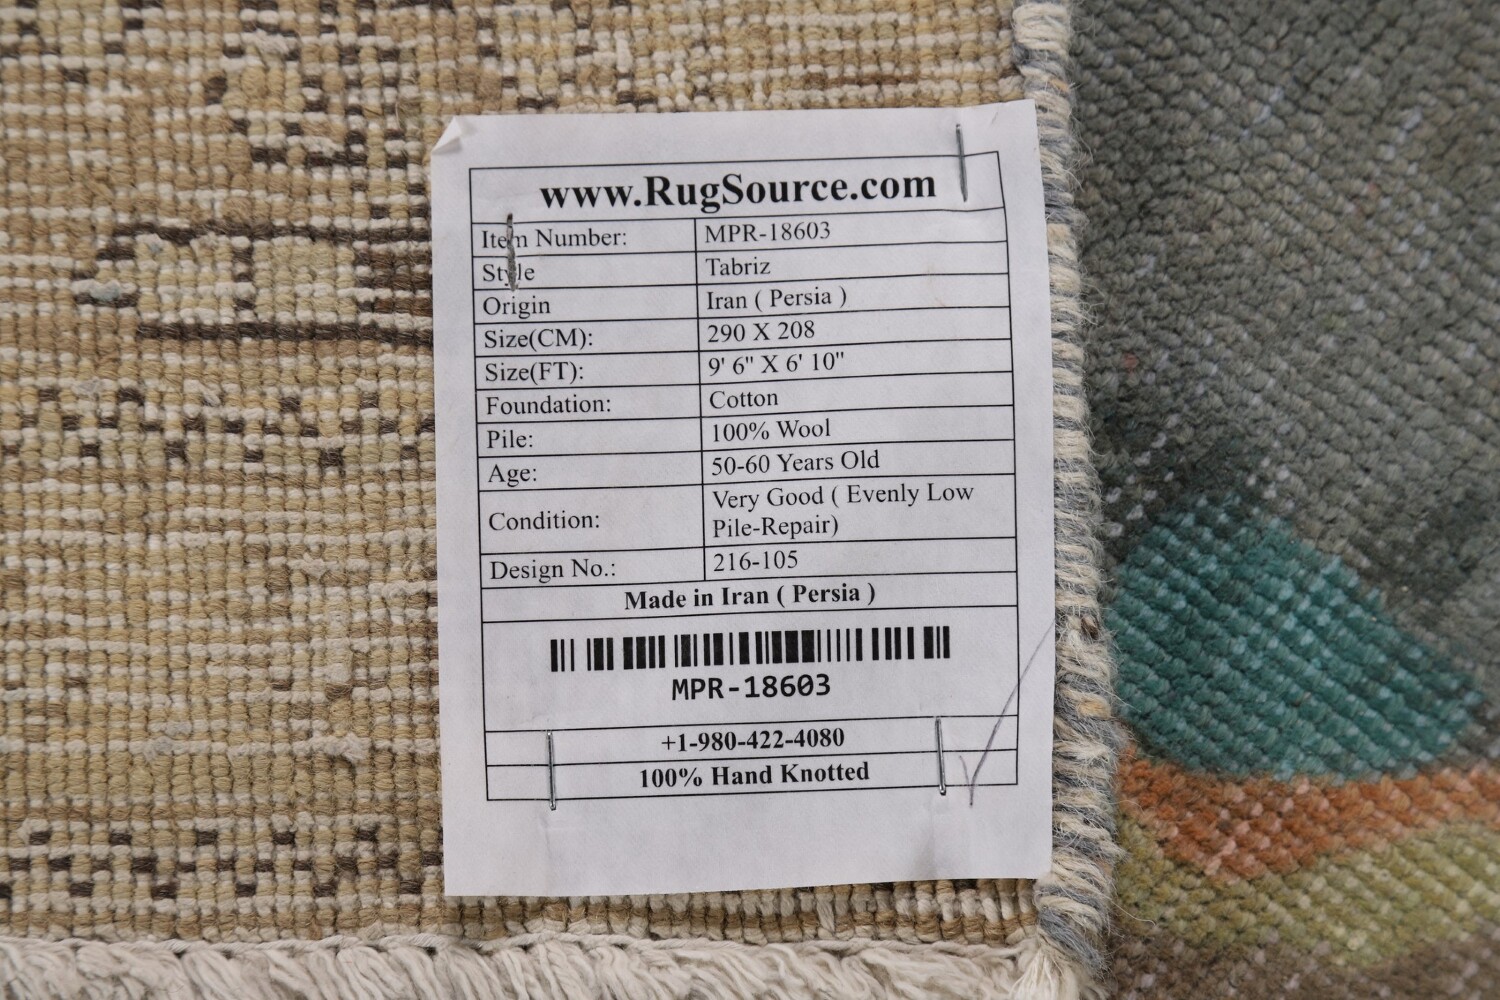 www.RugSource.com
Item Number: MPR-18603
Style Tabriz
Origin Iran ( Persia )
Size(CM): 290 X 208
Size(FT): 9' 6" X 6' 10"
Foundation: Cotton
Pile: 100% Wool
Age: 50-60 Years Old
Condition: Very Good ( Evenly Low
Pile-Repair)
Design No.: 216-105
Made in Iran ( Persia )
MPR-18603
+1-980-422-4080
100% Hand Knotted